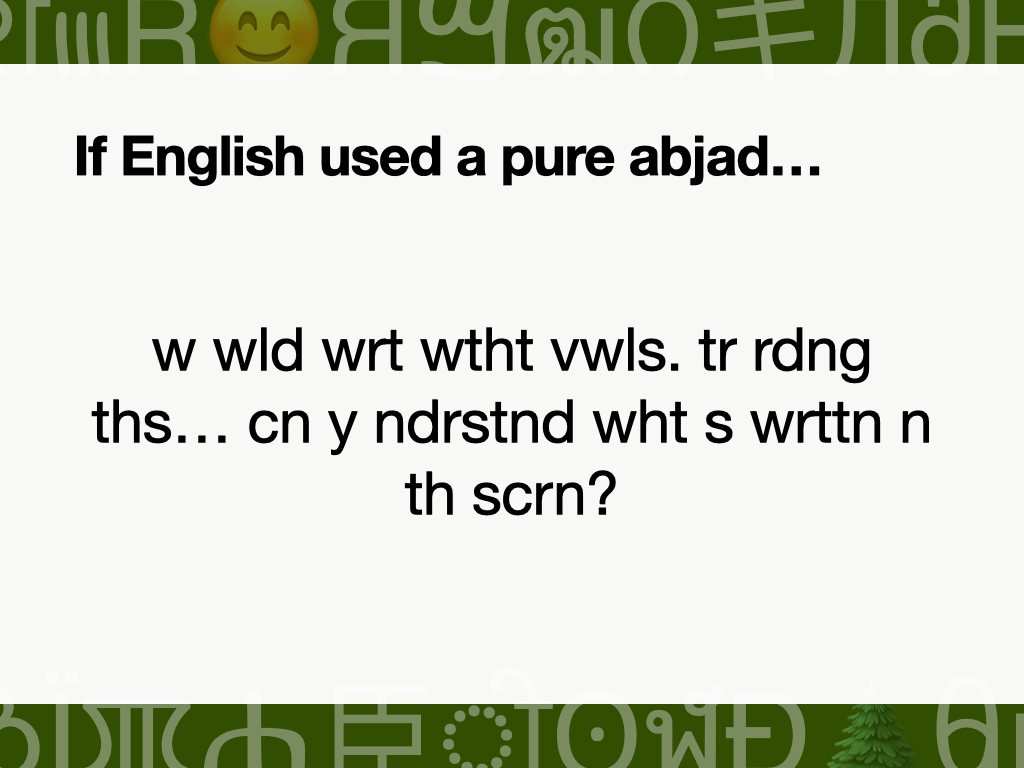 If English used a pure abjad…
w wld wrt wtht vwls. tr rdng
ths… cn y ndrstnd wht s wrttn n
th scrn?